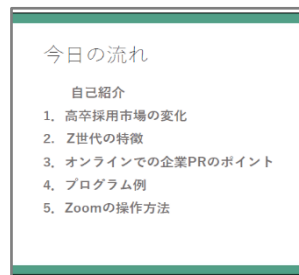 今日の流れ
自己紹介
1. 高卒採用市場の変化
2. Z世代の特徴
3. オンラインでの企業PRのポイント
4. プログラム例
5. Zoomの操作方法